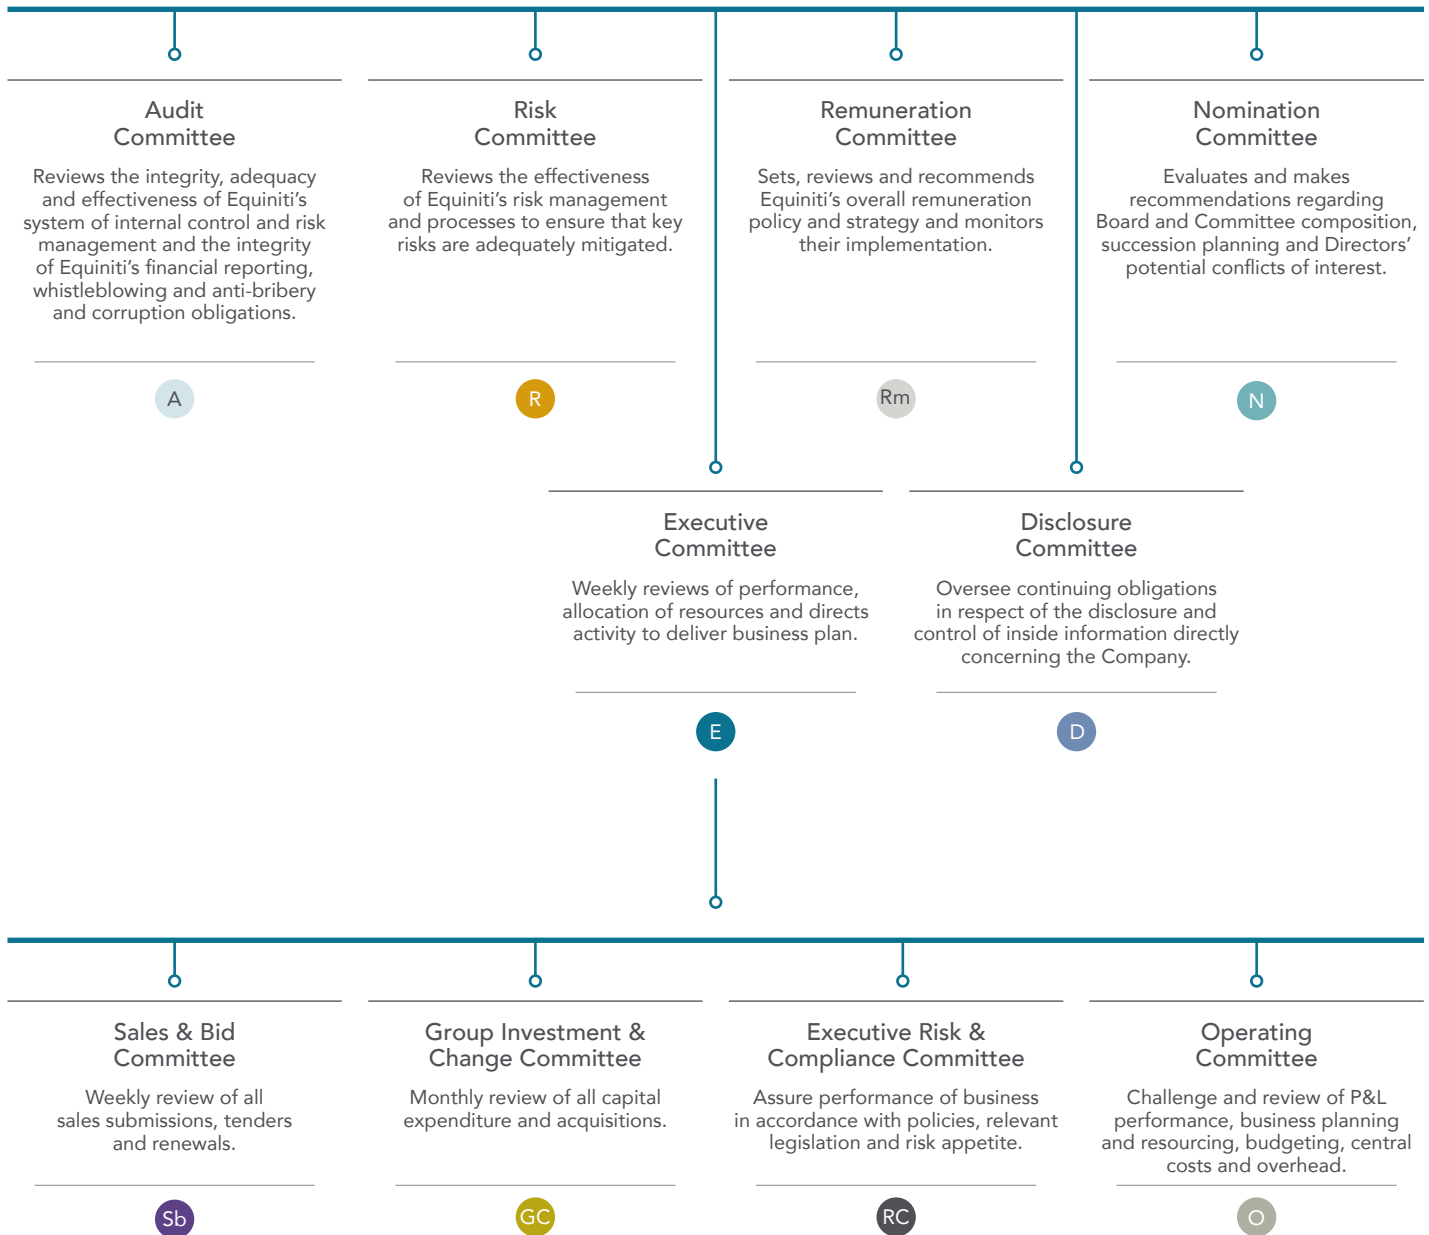 Audit
Committee
Reviews the integrity, adequacy
and effectiveness of Equiniti’s
system of internal control and risk
management and the integrity
of Equiniti’s financial reporting,
whistleblowing and anti-bribery
and corruption obligations.
A
Risk
Committee
Reviews the effectiveness
of Equiniti’s risk management
and processes to ensure that key
risks are adequately mitigated.
R
Remuneration
Committee
Sets, reviews and recommends
Equiniti’s overall remuneration
policy and strategy and monitors
their implementation.
Rm
Nomination
Committee
Evaluates and makes
recommendations regarding
Board and Committee composition,
succession planning and Directors’
potential conflicts of interest.
N
Executive
Committee
Weekly reviews of performance,
allocation of resources and directs
activity to deliver business plan.
E
Disclosure
Committee
Oversee continuing obligations
in respect of the disclosure and
control of inside information directly
concerning the Company.
D
Sales & Bid
Committee
Weekly review of all
sales submissions, tenders
and renewals.
Sb
Group Investment &
Change Committee
Monthly review of all capital
expenditure and acquisitions.
GC
Executive Risk &
Compliance Committee
Assure performance of business
in accordance with policies, relevant
legislation and risk appetite.
RC
Operating
Committee
Challenge and review of P&L
performance, business planning
and resourcing, budgeting, central
costs and overhead.
O